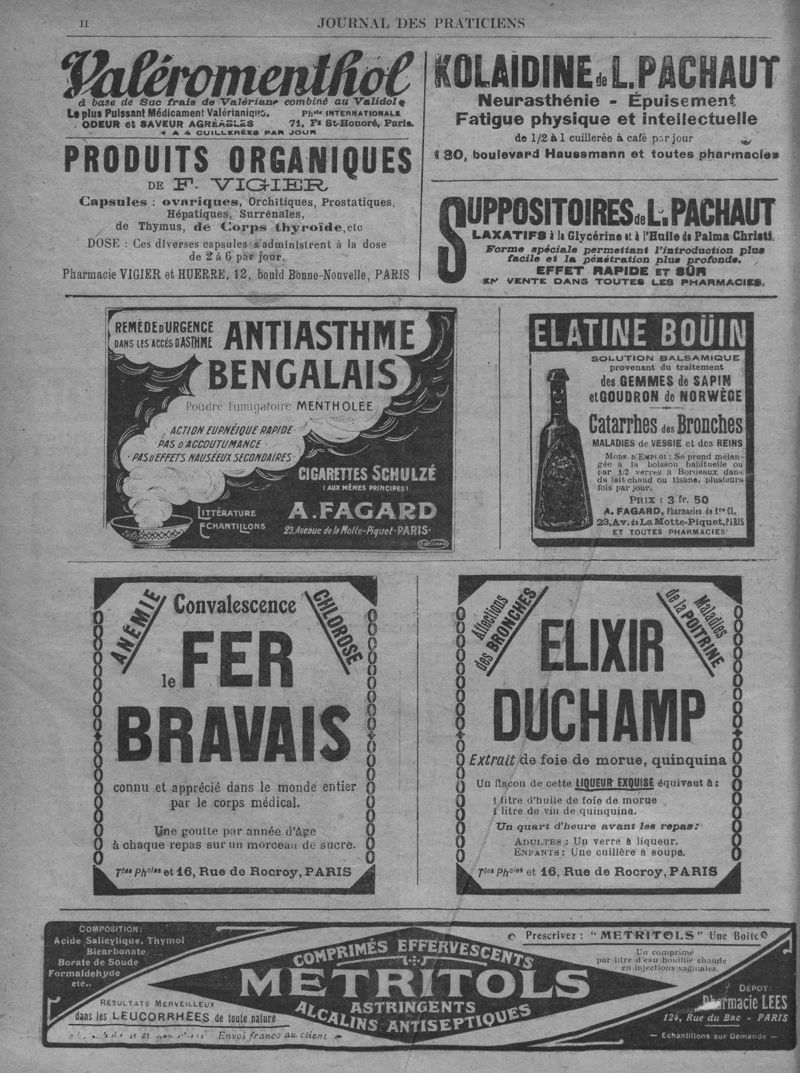 II
JOURNAL DES PRATICIENS
Valéromenthol
à base de Suc frais de Valériane combiné au Validol
Le plus Puissant Médicament Valérianique.
ODEUR et SAVEUR AGRÉABLES
Phcie INTERNATIONALE
71, Fg St-Honoré, Paris.
4 A 4 CUILLERÉES PAR JOUR
PRODUITS ORGANIQUES
DE F. VIGIER
Capsules : ovariques, Orchitiques, Prostatiques,
Hépatiques, Surrénales,
de Thymus, de Corps thyroïde, etc
DOSE : Ces diverses capsules s'administrent à la dose
de 2 à 6 par jour.
Pharmacie VIGIER et HUERRE, 12, bould Bonne-Nouvelle, PARIS
KOLAIDINE de L. PACHAUT
Neurasthénie - Épuisement
Fatigue physique et intellectuelle
de 1/2 à 1 cuillerée à café par jour
130, boulevard Haussmann et toutes pharmacies
SUPPOSITOIRES de L. PACHAUT
LAXATIFS à la Glycérine et à l'Huile de Palma Christi
Forme spéciale permettant l'introduction plus
facile et la pénétration plus profonde.
EFFET RAPIDE ET SÛR
EN VENTE DANS TOUTES LES PHARMACIES.
REMÈDE D'URGENCE
DANS LES ACCÈS D'ASTHME
ANTIASTHME
BENGALAIS
Poudre Fumigatoire MENTHOLÉE
ACTION EUPNÉIQUE RAPIDE
PAS D'ACCOUTUMANCE
PAS D'EFFETS NAUSÉEUX SECONDAIRES
CIGARETTES SCHULZÉ
(AUX MÊMES PRINCIPES)
LITTÉRATURE
ÉCHANTILLONS
A. FAGARD
23, Avenue de la Motte-Piquet - PARIS
ELATINE BOÜIN
SOLUTION BALSAMIQUE
provenant du traitement
des GEMMES de SAPIN
et GOUDRON de NORWÈGE
Catarrhes des Bronches
MALADIES de VESSIE et des REINS
MODE D'EMPLOI : Se prend mélan-
gée à la boisson habituelle ou
par 1/2 verres à Bordeaux dans
du lait chaud ou tisane, plusieurs
fois par jour.
PRIX : 3 fr. 50
A. FAGARD, Pharmacien de 1re Cl.
23, Av. de La Motte-Piquet, PARIS
ET TOUTES PHARMACIES
ANÉMIE
Convalescence
CHLOROSE
le FER
BRAVAIS
connu et apprécié dans le monde entier
par le corps médical.
Une goutte par année d'âge
à chaque repas sur un morceau de sucre.
Tles Phcies et 16, Rue de Rocroy, PARIS
Affections
des BRONCHES
Maladies
de la POITRINE
ELIXIR
DUCHAMP
Extrait de foie de morue, quinquina
Un flacon de cette LIQUEUR EXQUISE équivaut à :
1 litre d'huile de foie de morue
1 litre de vin de quinquina.
Un quart d'heure avant les repas :
ADULTES : Un verre à liqueur.
ENFANTS : Une cuillère à soupe.
Tles Phcies et 16, Rue de Rocroy, PARIS
COMPOSITION:
Acide Salicylique, Thymol
Bicarbonate
Borate de Soude
Formaldehyde
etc..
RÉSULTATS MERVEILLEUX
dans les LEUCORRHÉES de toute nature
Envoi franco au client
COMPRIMÉS EFFERVESCENTS
METRITOLS
ASTRINGENTS
ALCALINS ANTISEPTIQUES
Prescrivez : "METRITOLS" Une Boite
Un comprimé
par litre d'eau bouillie chaude
en injections vaginales.
DÉPOT
Pharmacie LEES
124, Rue du Bac - PARIS
— Echantillons sur Demande —